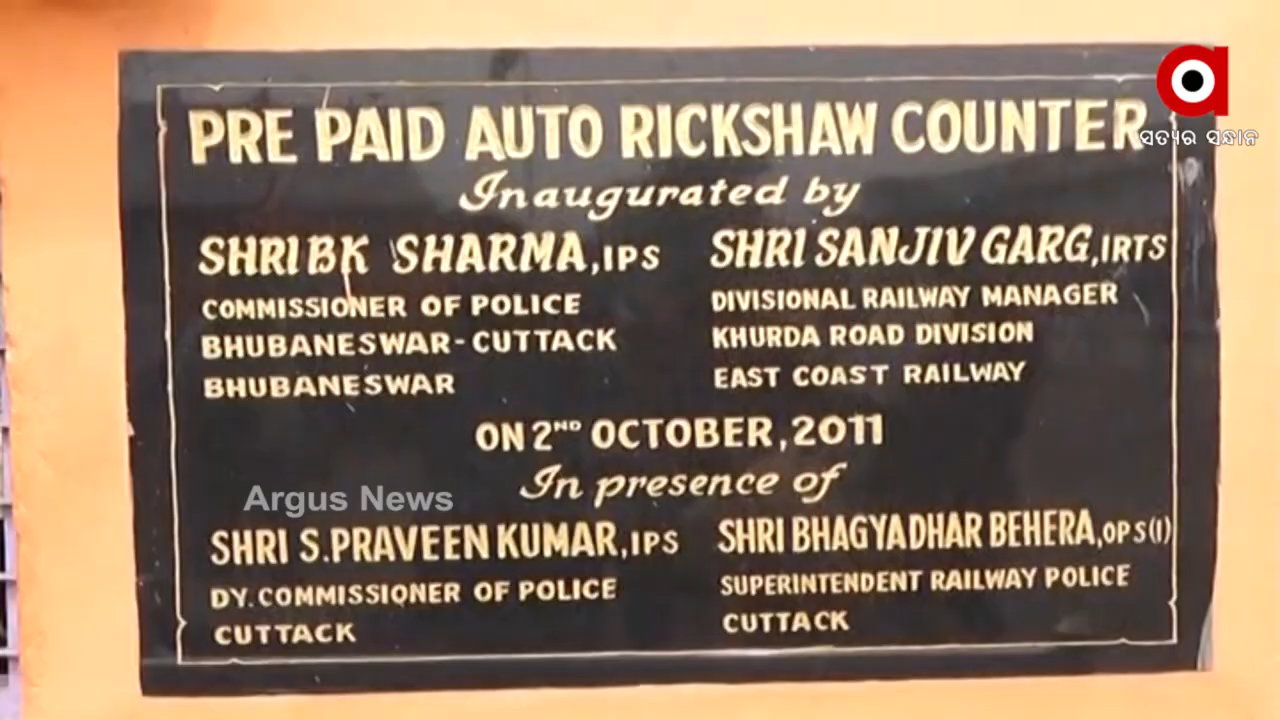 PRE PAID AUTO RICKSHAW COUNTER
ସତ୍ୟର ସନ୍ଧାନ
Inaugurated by
SHRI BK SHARMA, IPS
COMMISSIONER OF POLICE
BHUBANESWAR-CUTTACK
BHUBANESWAR
SHRI SANJIV GARG, IRTS
DIVISIONAL RAILWAY MANAGER
KHURDA ROAD DIVISION
EAST COAST RAILWAY
ON 2ND OCTOBER, 2011
In presence of
Argus News
SHRI S. PRAVEEN KUMAR, IPS
DY. COMMISSIONER OF POLICE
CUTTACK
SHRI BHAGYADHAR BEHERA, OPS(I)
SUPERINTENDENT RAILWAY POLICE
CUTTACK